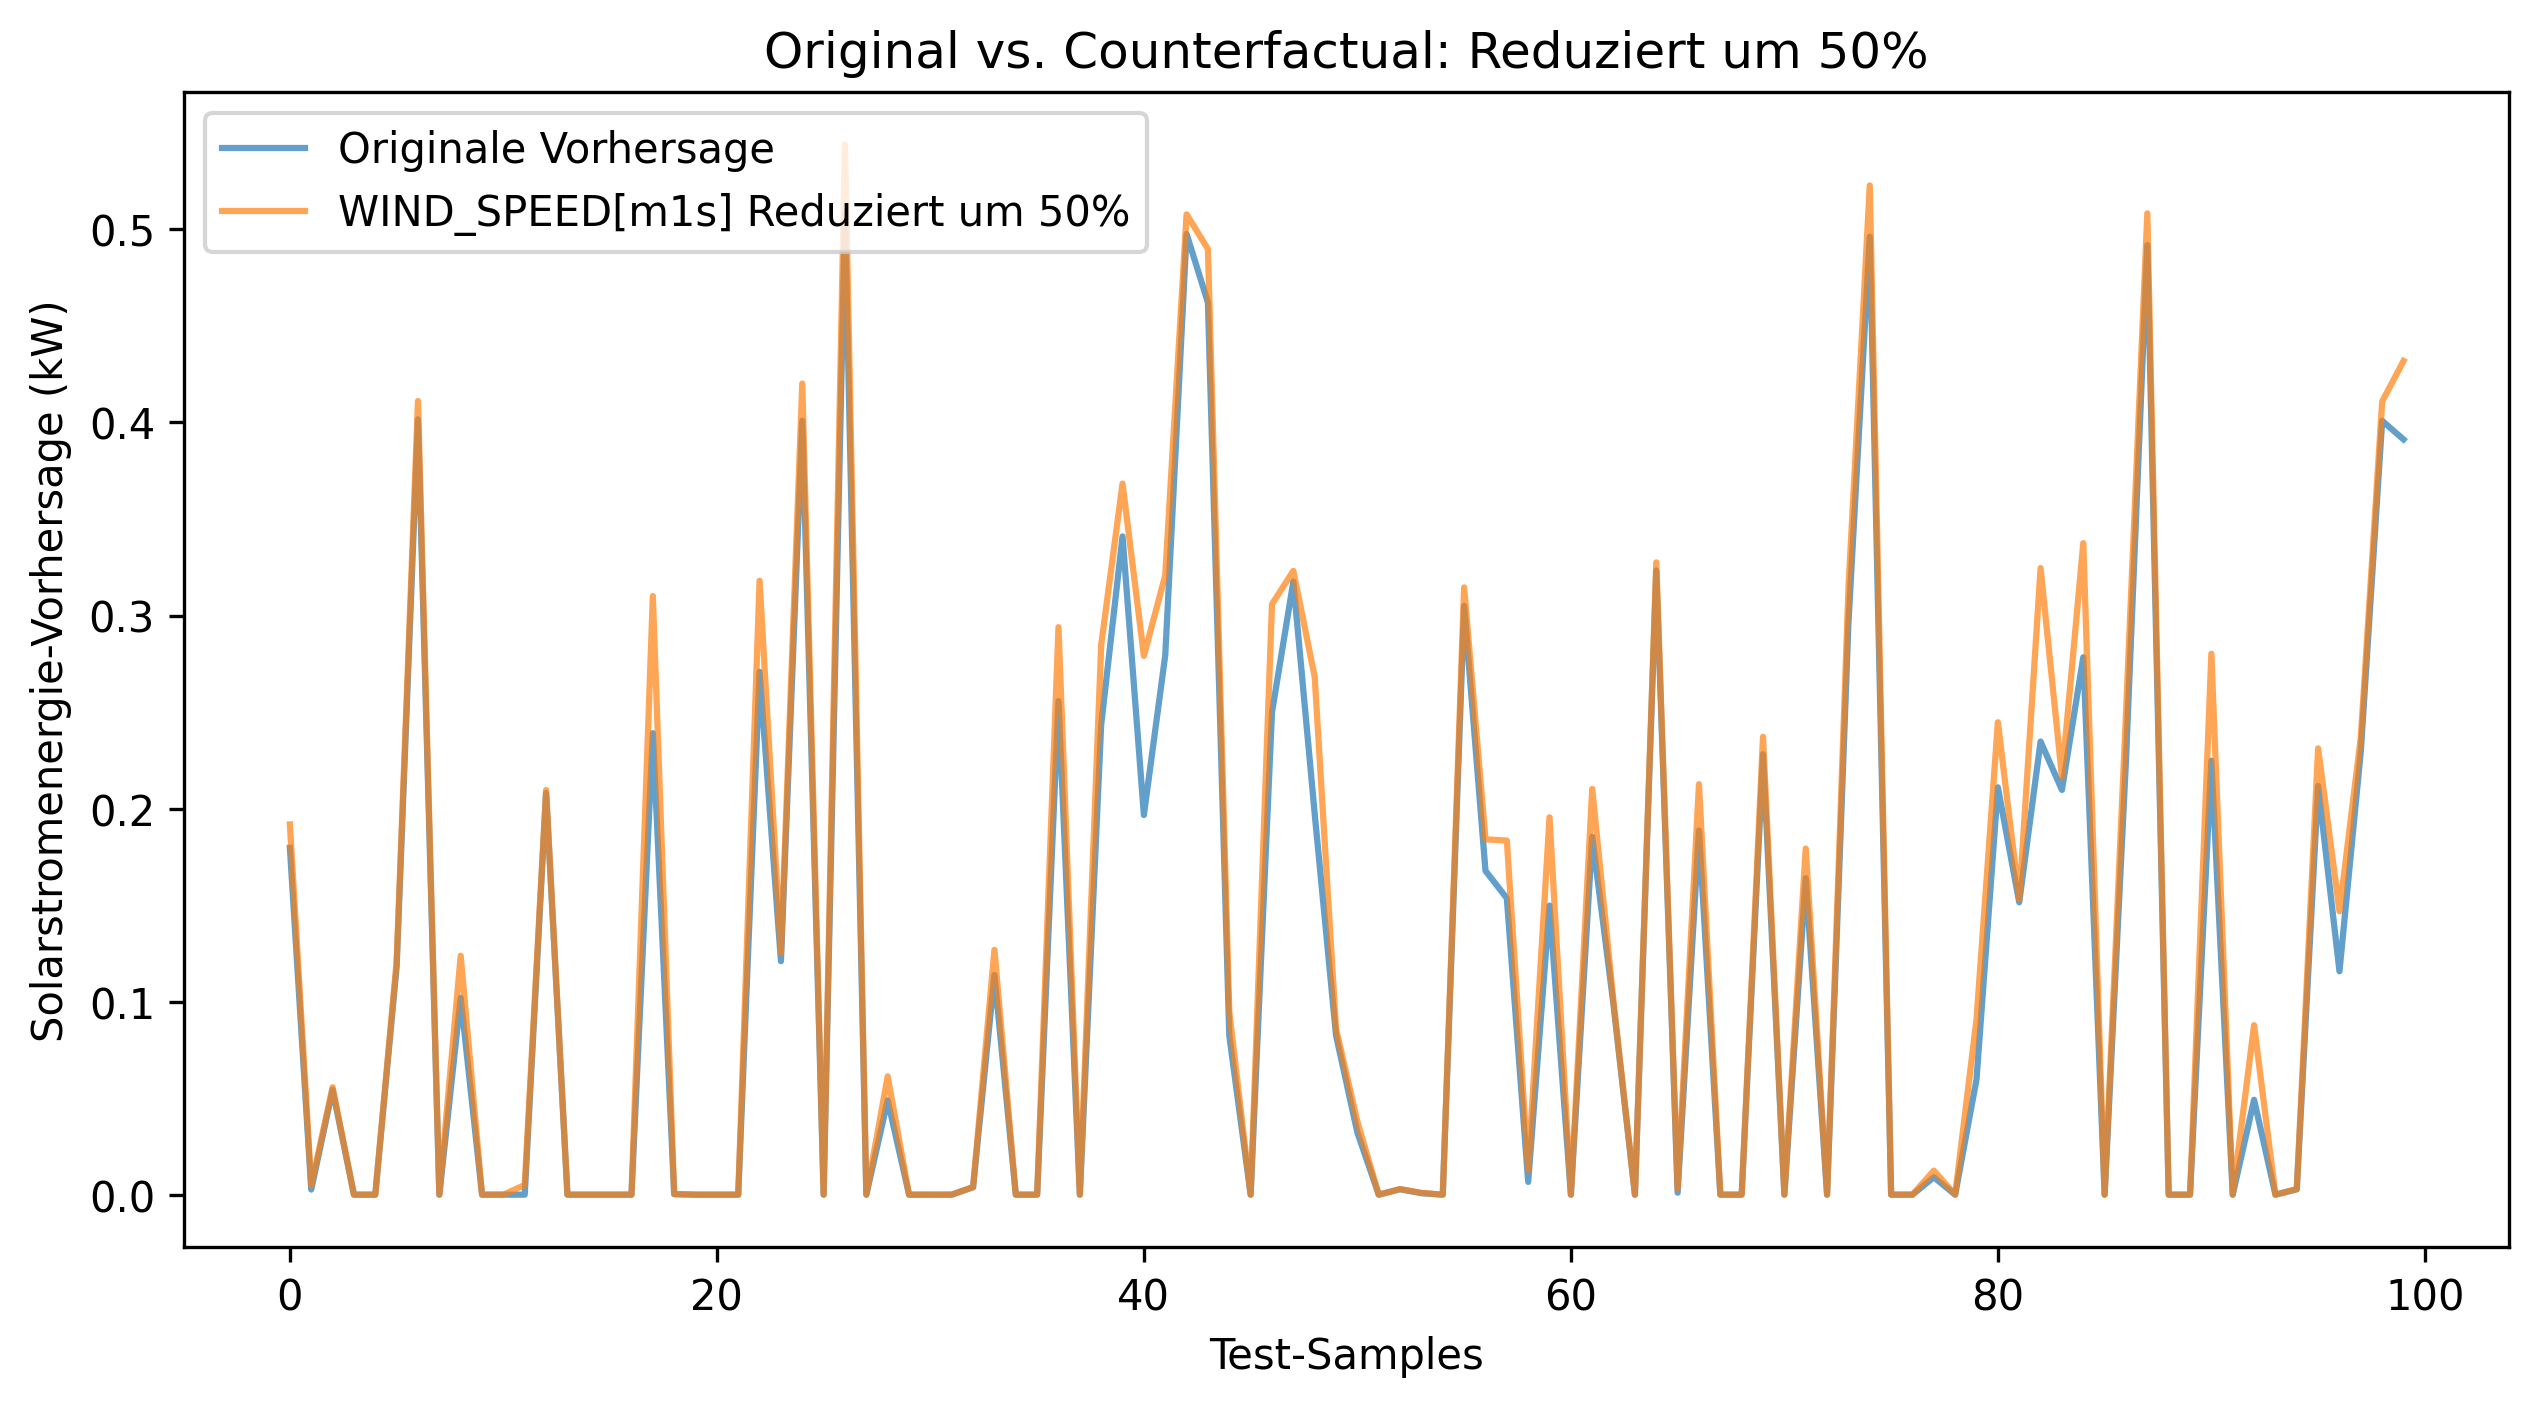 Original vs. Counterfactual: Reduziert um 50%
Originale Vorhersage
WIND_SPEED[m1s] Reduziert um 50%
Solarstromenergie-Vorhersage (kW)
0.5
0.4
0.3
0.2
0.1
0.0
0 20 40 60 80 100
Test-Samples